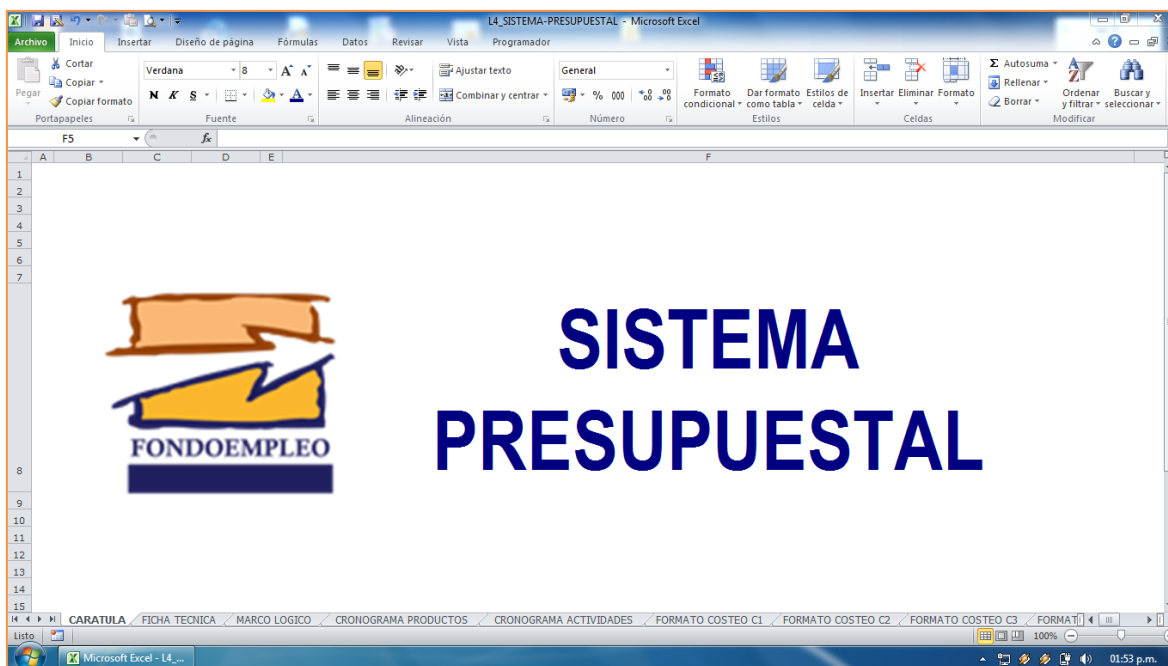 L4_SISTEMA-PRESUPUESTAL - Microsoft Excel
Archivo Inicio Insertar Diseño de página Fórmulas Datos Revisar Vista Programador
Pegar
Cortar
Copiar
Copiar formato
Portapapeles
Verdana 8
N K S
Fuente
Ajustar texto
Combinar y centrar
Alineación
General
% 000
Número
Formato condicional
Dar formato como tabla
Estilos de celda
Estilos
Insertar Eliminar Formato
Celdas
Σ Autosuma
Rellenar
Borrar
Ordenar y filtrar
Buscar y seleccionar
Modificar
F5 fx
A B C D E F
1
2
3
4
5
6
7
8
9
10
11
12
13
14
15
FONDOEMPLEO
SISTEMA
PRESUPUESTAL
CARATULA FICHA TECNICA MARCO LOGICO CRONOGRAMA PRODUCTOS CRONOGRAMA ACTIVIDADES FORMATO COSTEO C1 FORMATO COSTEO C2 FORMATO COSTEO C3 FORMAT
Listo 100%
Microsoft Excel - L4_... 01:53 p.m.